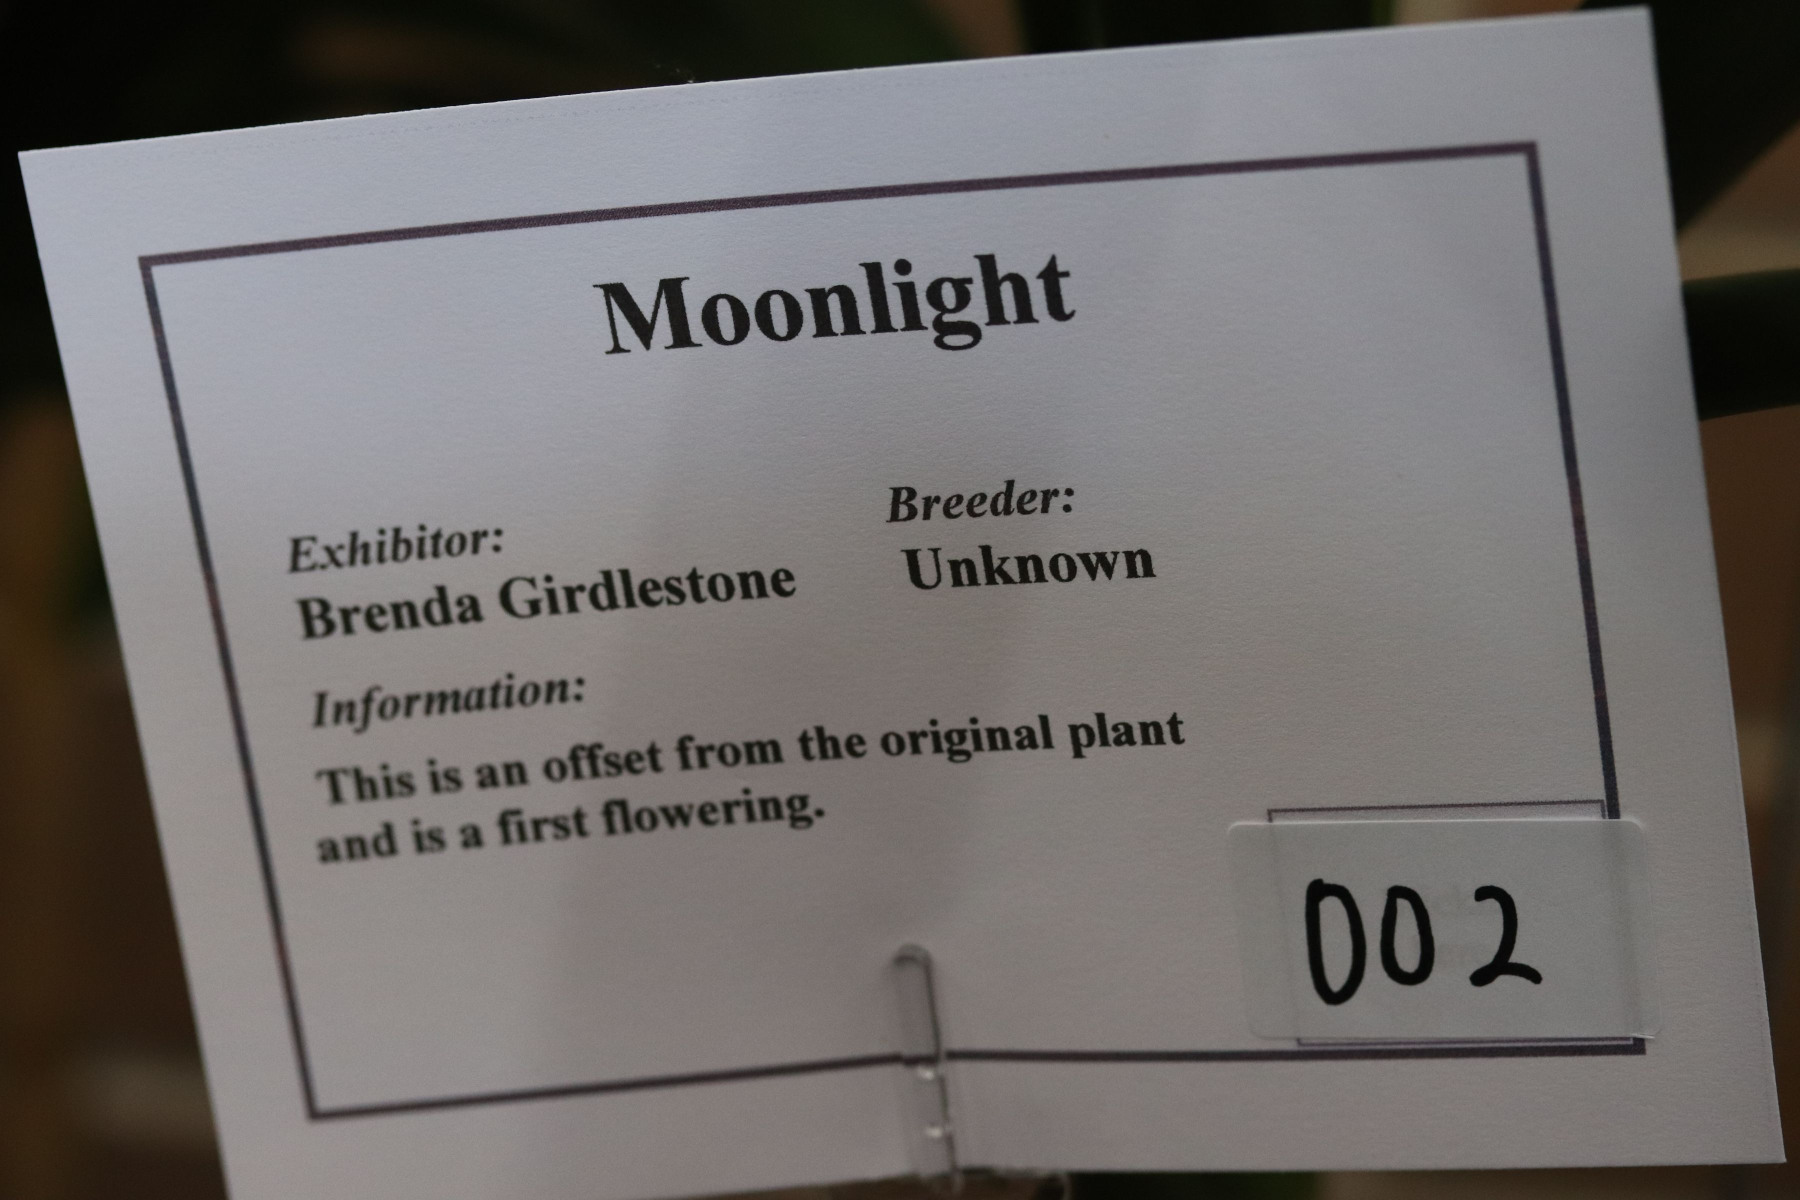 Moonlight
Exhibitor:
Brenda Girdlestone
Breeder:
Unknown
Information:
This is an offset from the original plant
and is a first flowering.
002